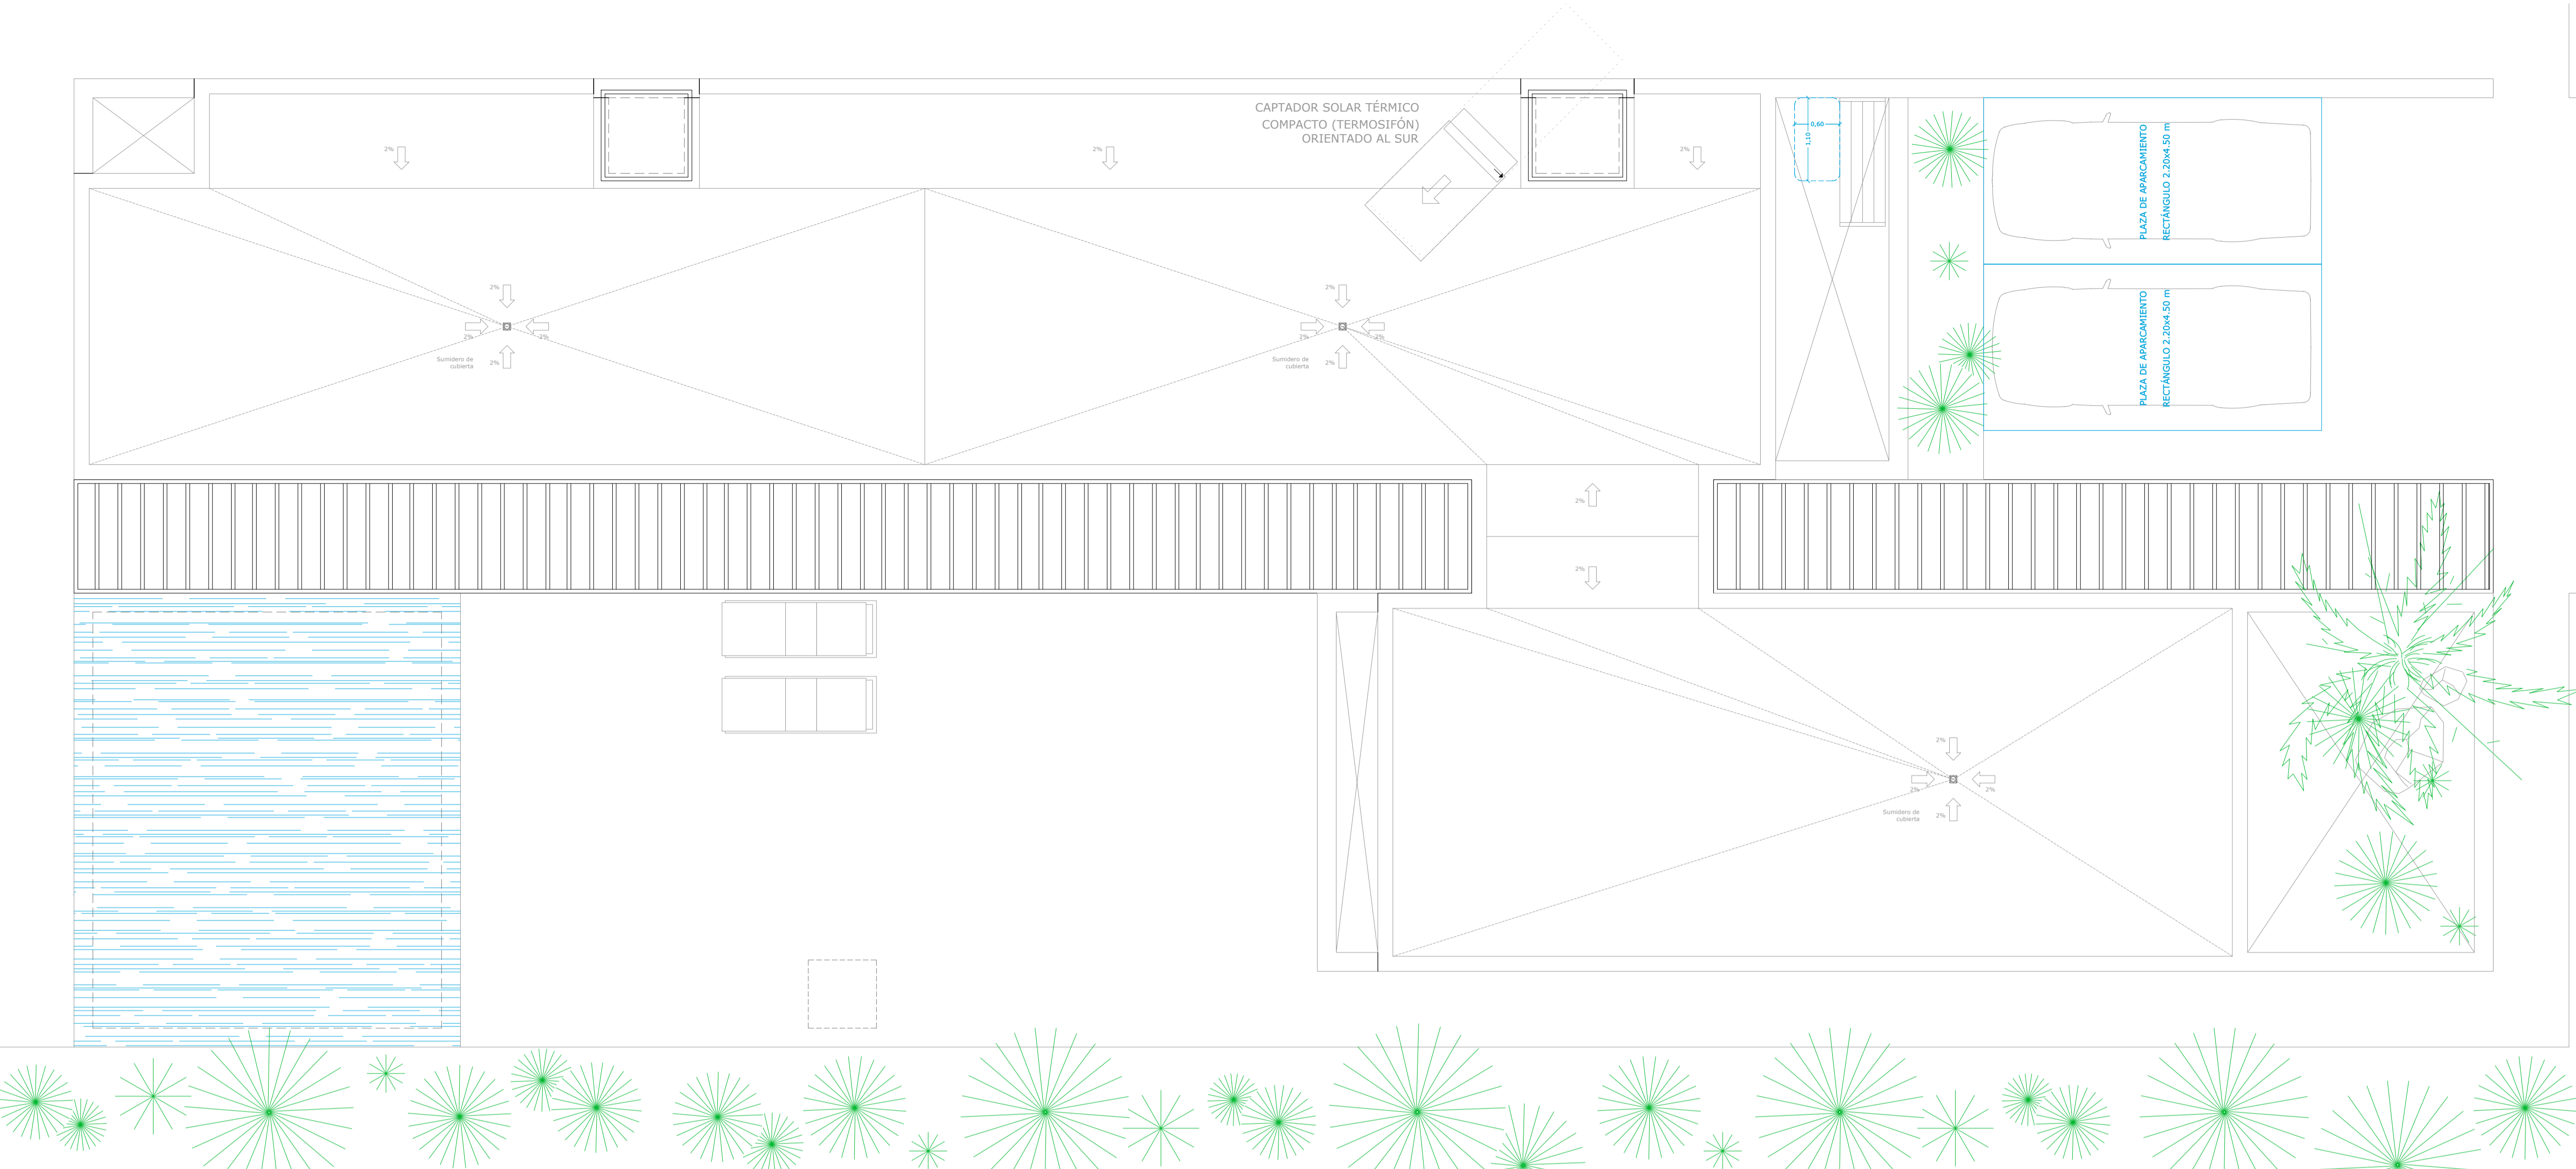 CAPTADOR SOLAR TÉRMICO
COMPACTO (TERMOSIFÓN)
ORIENTADO AL SUR
2%
2%
2%
0,60
1,10
PLAZA DE APARCAMIENTO
RECTÁNGULO 2.20x4.50 m
2%
2%
2%
2%
Sumidero de
cubierta
2%
2%
2%
2%
Sumidero de
cubierta
PLAZA DE APARCAMIENTO
RECTÁNGULO 2.20x4.50 m
2%
2%
2%
2%
2%
2%
Sumidero de
cubierta